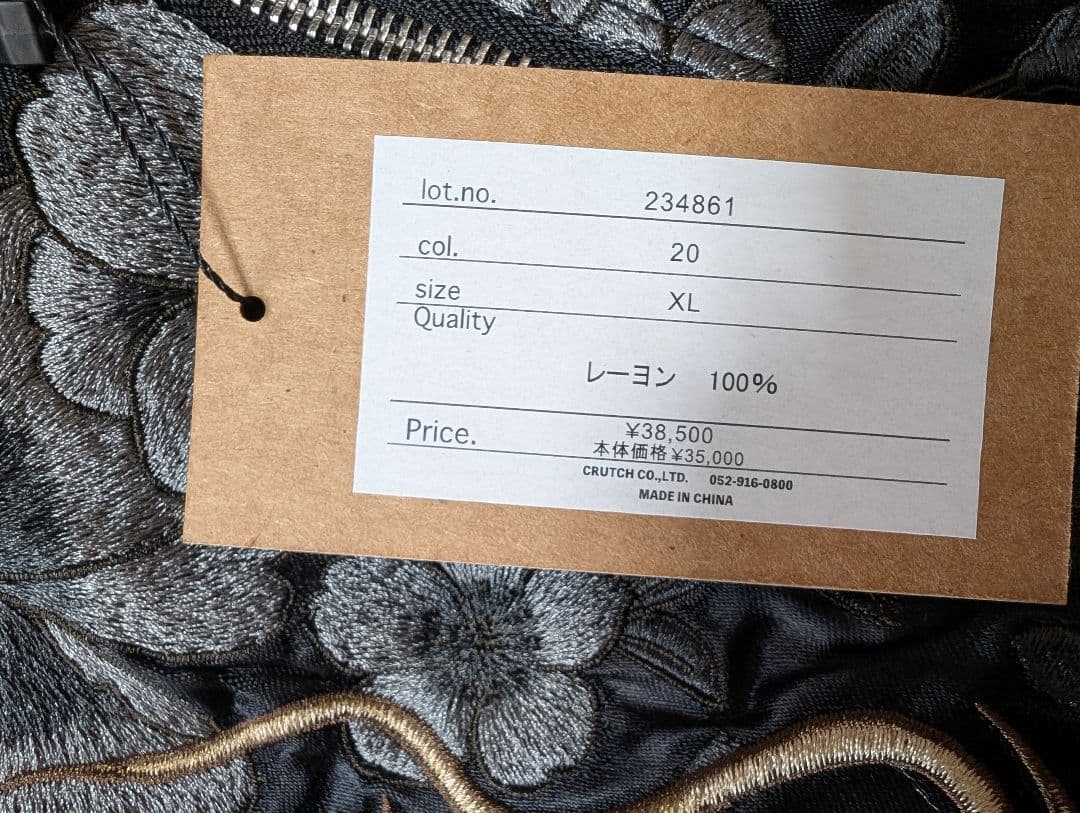 lot.no. 234861
col. 20
size XL
Quality
レーヨン 100%
Price. ¥38,500
本体価格¥35,000
CRUTCH CO.,LTD. 052-916-0800
MADE IN CHINA